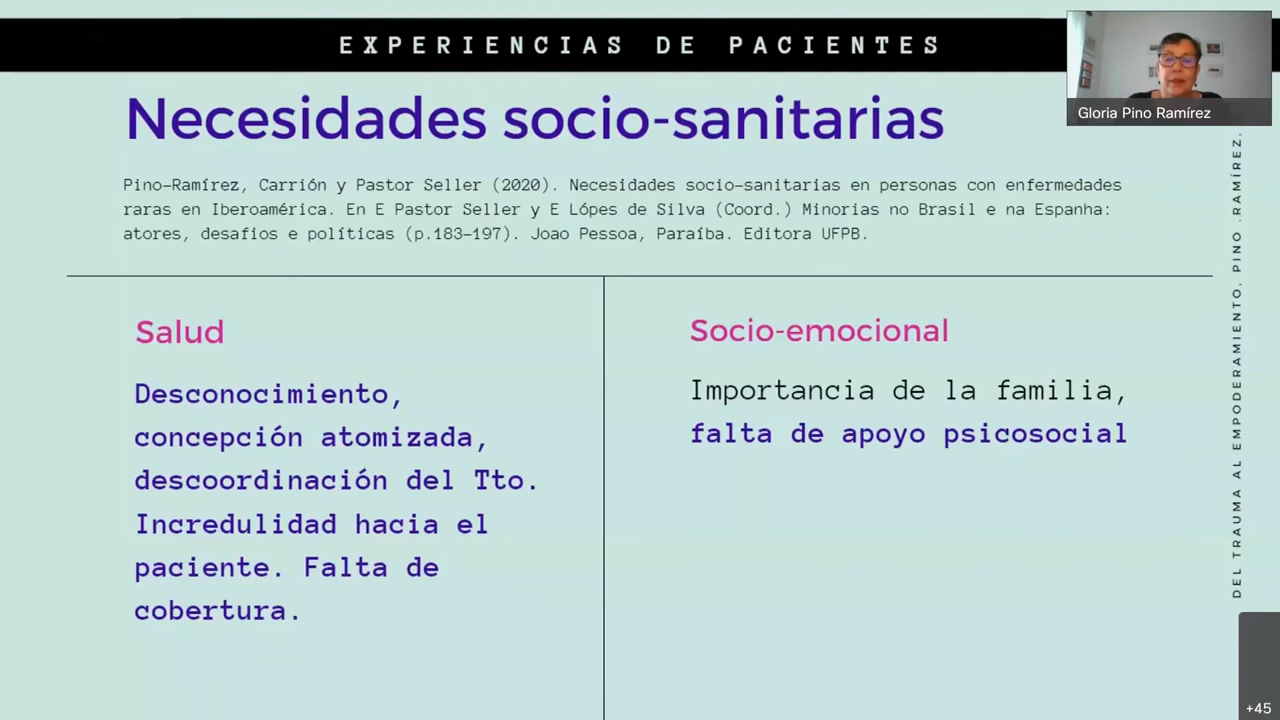 EXPERIENCIAS DE PACIENTES
Gloria Pino Ramírez
Necesidades socio-sanitarias
Pino-Ramírez, Carrión y Pastor Seller (2020). Necesidades socio-sanitarias en personas con enfermedades
raras en Iberoamérica. En E Pastor Seller y E Lópes de Silva (Coord.) Minorias no Brasil e na Espanha:
atores, desafios e políticas (p.183-197). Joao Pessoa, Paraíba. Editora UFPB.
Salud
Desconocimiento,
concepción atomizada,
descoordinación del Tto.
Incredulidad hacia el
paciente. Falta de
cobertura.
Socio-emocional
Importancia de la familia,
falta de apoyo psicosocial
DEL TRAUMA AL EMPODERAMIENTO. PINO .RAMÍREZ.
+45